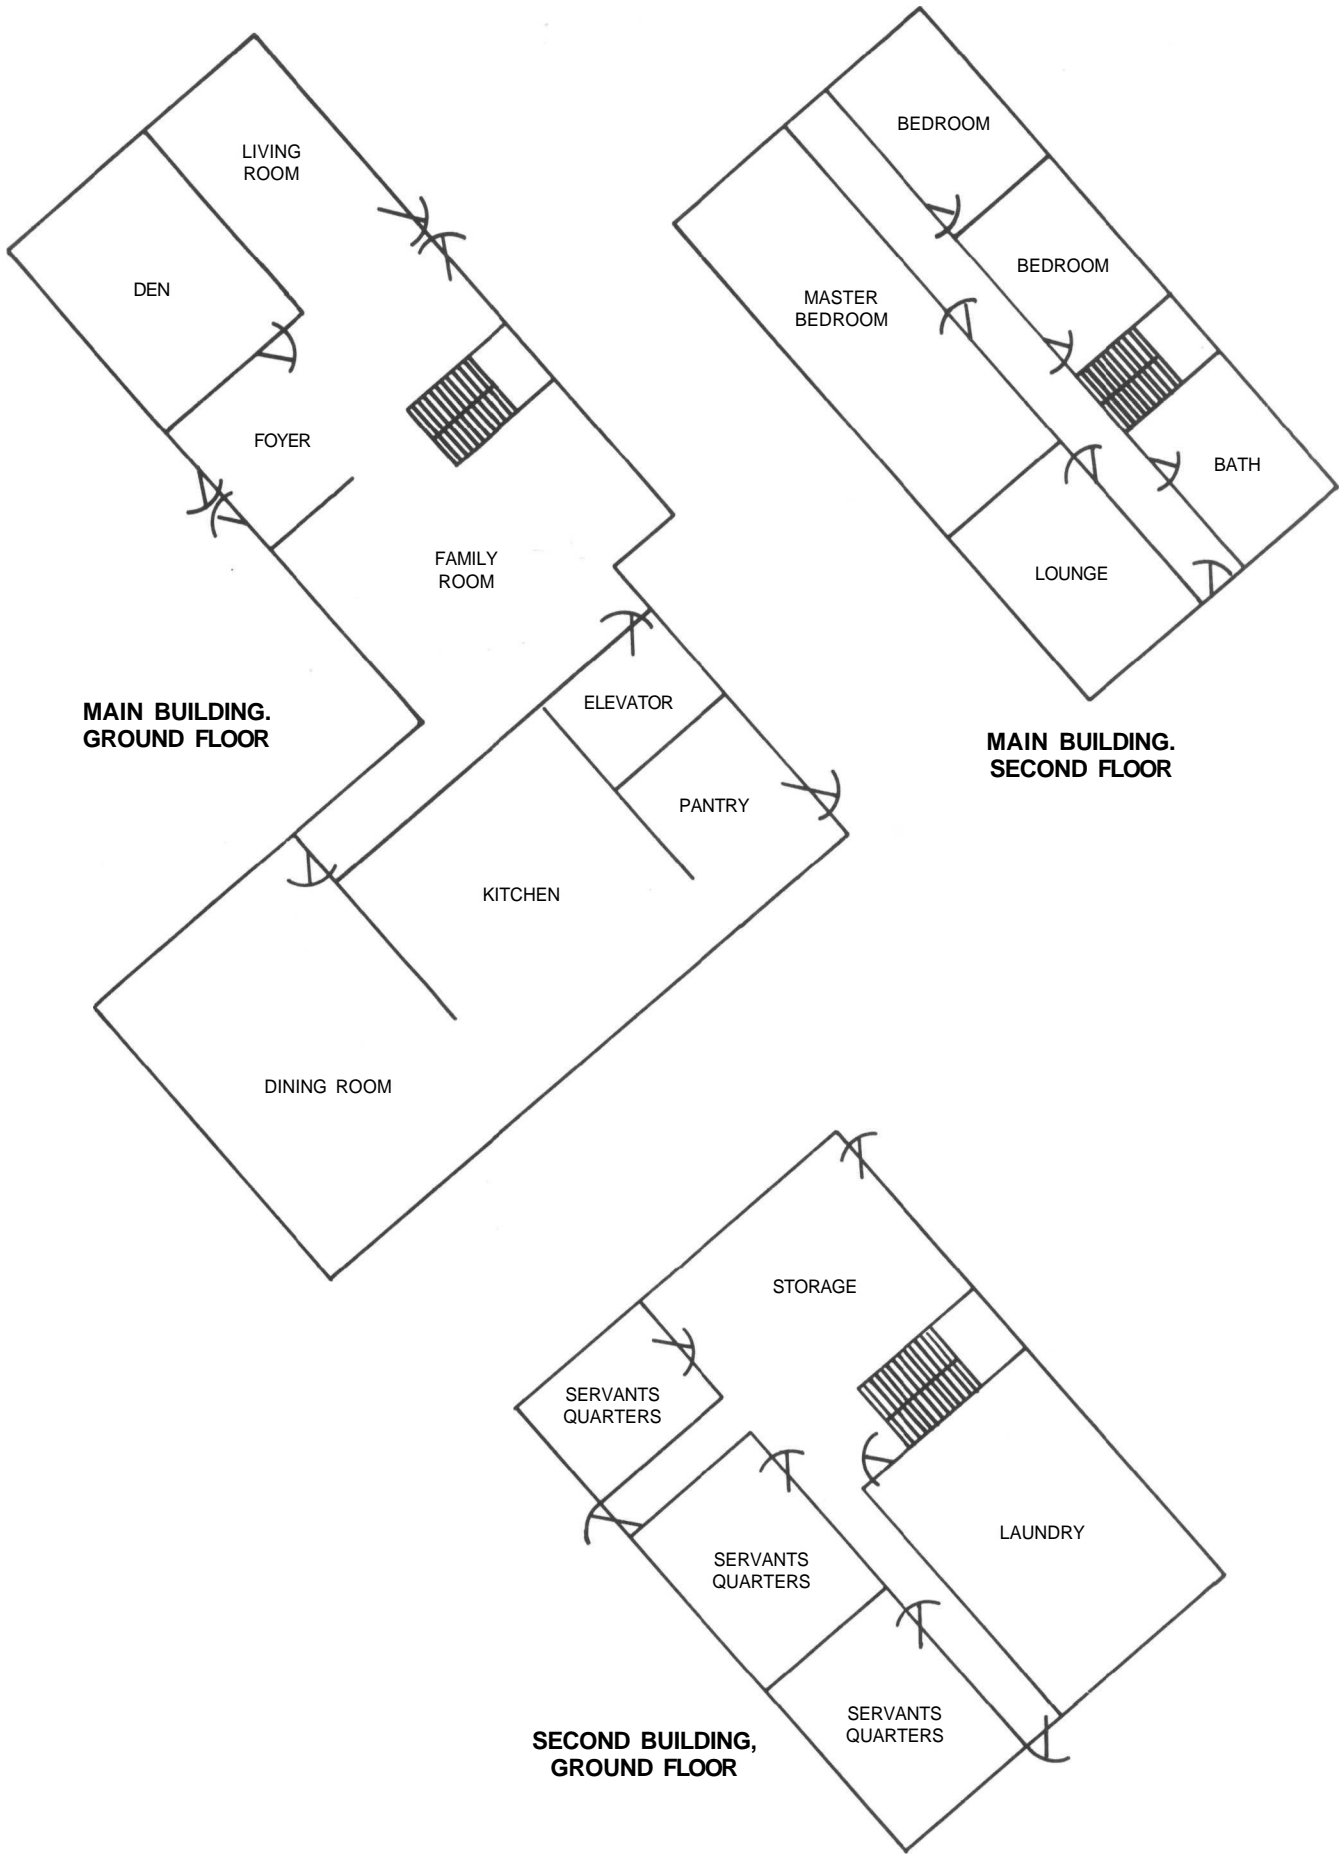 BEDROOM
LIVING
ROOM
BEDROOM
DEN
MASTER
BEDROOM
FOYER
BATH
FAMILY
ROOM
LOUNGE
ELEVATOR
MAIN BUILDING.
GROUND FLOOR
MAIN BUILDING.
SECOND FLOOR
PANTRY
KITCHEN
DINING ROOM
STORAGE
SERVANTS
QUARTERS
LAUNDRY
SERVANTS
QUARTERS
SERVANTS
QUARTERS
SECOND BUILDING,
GROUND FLOOR